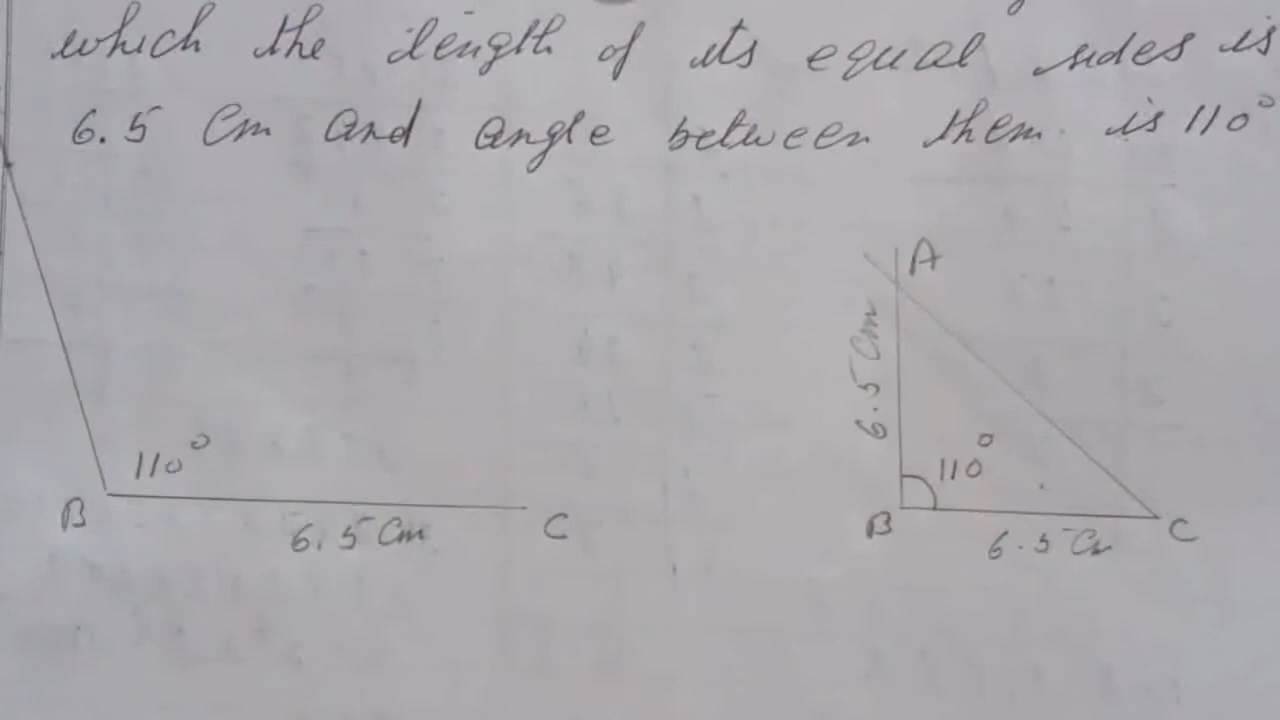 which the length of its equal sides is
6.5 Cm and angle between them is 110°
A
6.5 Cm
110°
B
6.5 Cm
C
110°
B
6.5 Cm
C